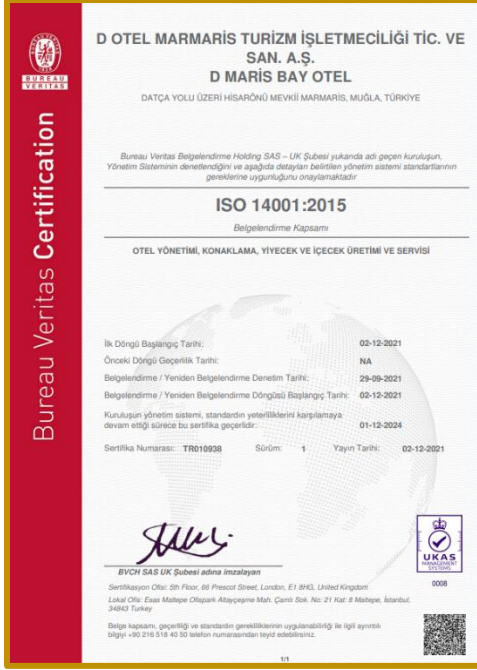 BUREAU
VERITAS
Bureau Veritas Certification
D OTEL MARMARİS TURİZM İŞLETMECİLİĞİ TİC. VE
SAN. A.Ş.
D MARİS BAY OTEL
DATÇA YOLU ÜZERİ HİSARÖNÜ MEVKİİ MARMARİS, MUĞLA, TÜRKİYE
Bureau Veritas Belgelendirme Holding SAS – UK Şubesi yukarıda adı geçen kuruluşun,
Yönetim Sisteminin denetlendiğini ve aşağıda detayları belirtilen yönetim sistemi standartlarının
gereklerine uygunluğunu onaylamaktadır
ISO 14001:2015
Belgelendirme Kapsamı
OTEL YÖNETİMİ, KONAKLAMA, YİYECEK VE İÇECEK ÜRETİMİ VE SERVİSİ
İlk Döngü Başlangıç Tarihi: 02-12-2021
Önceki Döngü Geçerlilik Tarihi: NA
Belgelendirme / Yeniden Belgelendirme Denetim Tarihi: 29-09-2021
Belgelendirme / Yeniden Belgelendirme Döngüsü Başlangıç Tarihi: 02-12-2021
Kuruluşun yönetim sistemi, standardın yeterliliklerini karşılamaya
devam ettiği sürece bu sertifika geçerlidir: 01-12-2024
Sertifika Numarası: TR010938 Sürüm: 1 Yayın Tarihi: 02-12-2021
BVCH SAS UK Şubesi adına imzalayan
UKAS
MANAGEMENT
SYSTEMS
0008
Sertifikasyon Ofisi: 5th Floor, 66 Prescot Street, London, E1 8HG, United Kingdom
Lokal Ofis: Esas Maltepe Ofispark Altayçeşme Mah. Çamlı Sok. No: 21 Kat: 8 Maltepe, İstanbul,
34843 Turkey
Belge kapsamı, geçerliliği ve standardın gerekliliklerinin uygulanabilirliği ile ilgili ayrıntılı
bilgiyi +90 216 518 40 50 telefon numarasından teyid edebilirsiniz.
1/1